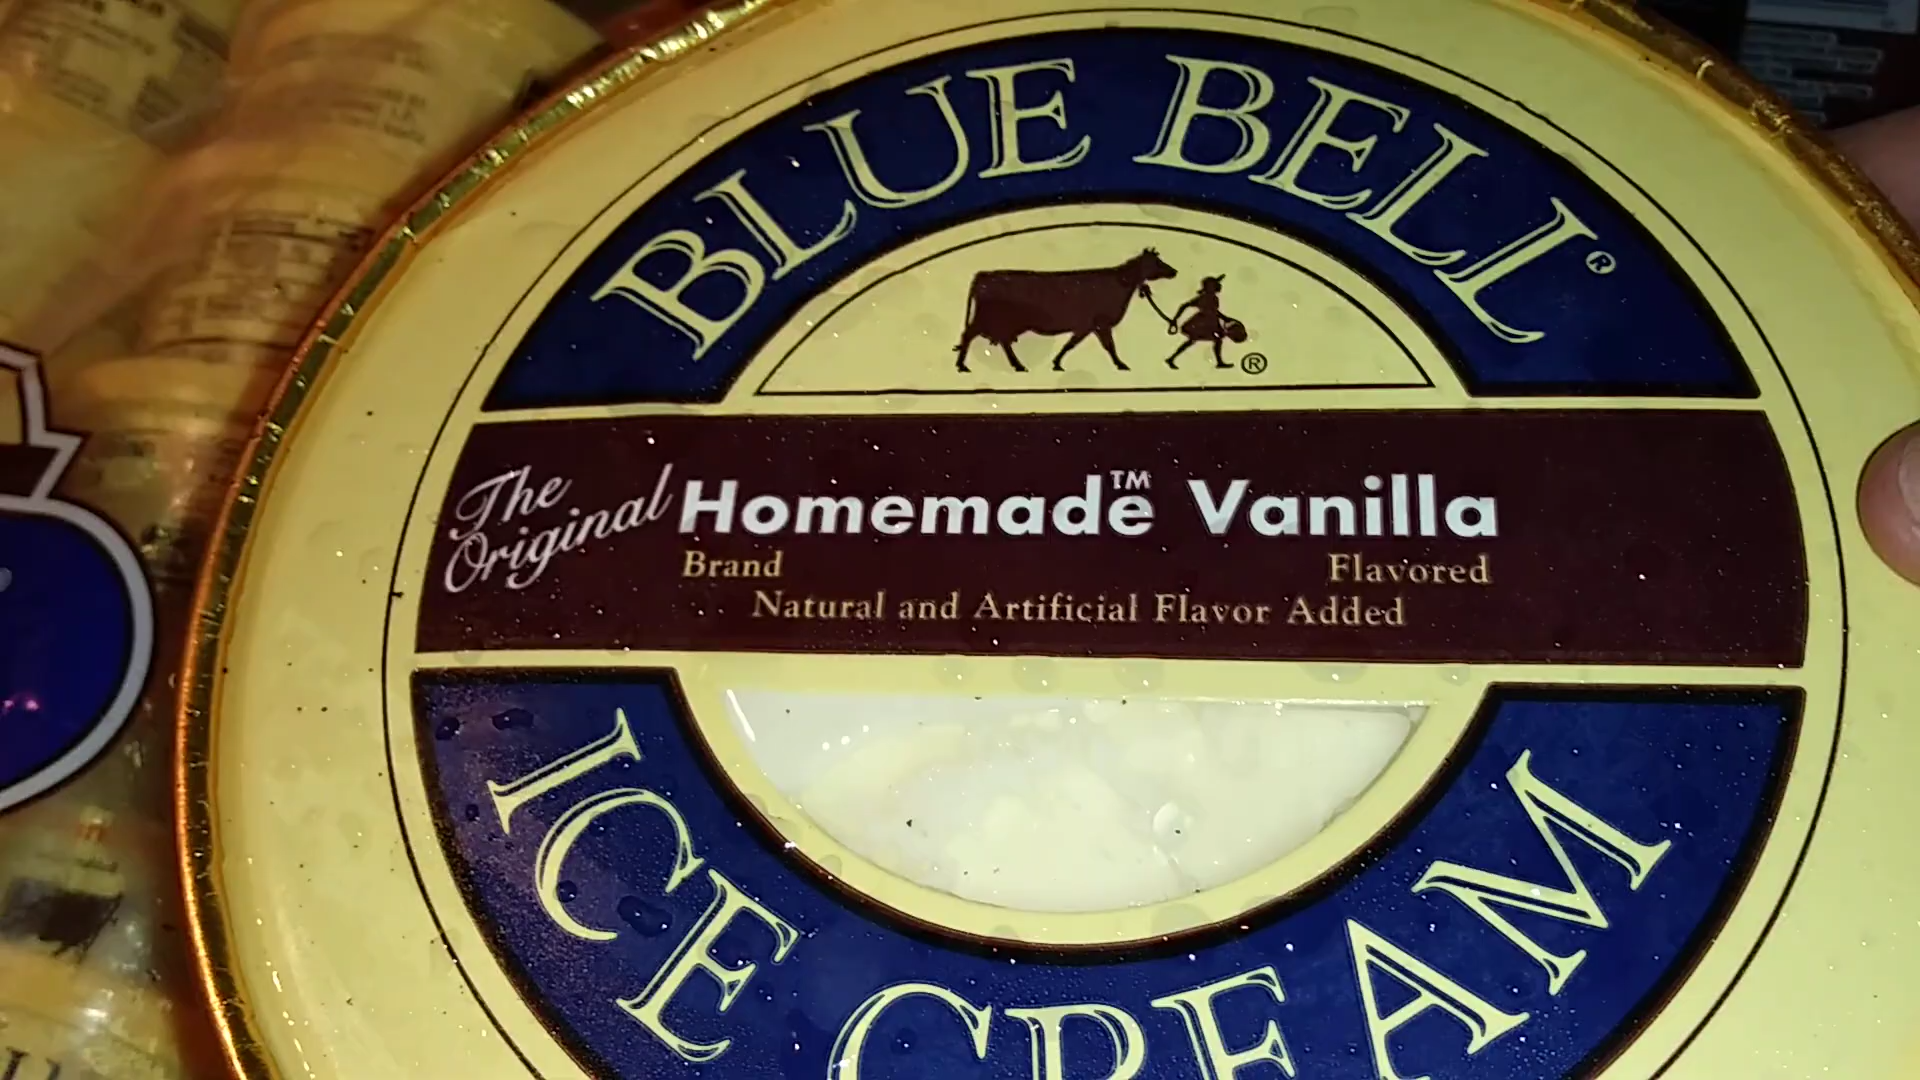 BLUE BELL®
®
The
Original
Homemade™ Vanilla
Brand Flavored
Natural and Artificial Flavor Added
ICE CREAM